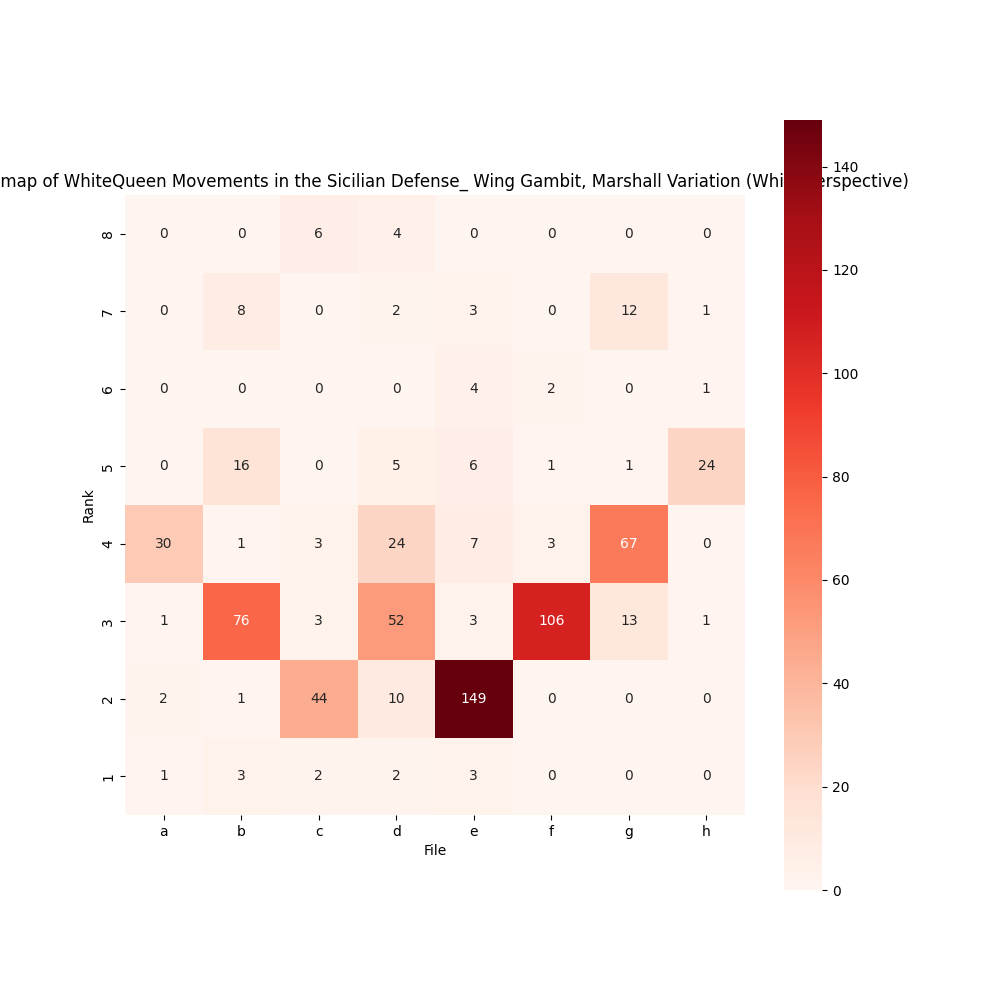 map of WhiteQueen Movements in the Sicilian Defense_ Wing Gambit, Marshall Variation (Whi erspective)
8 0 0 6 4 0 0 0 0
7 0 8 0 2 3 0 12 1
6 0 0 0 0 4 2 0 1
5 0 16 0 5 6 1 1 24
Rank
4 30 1 3 24 7 3 67 0
3 1 76 3 52 3 106 13 1
2 2 1 44 10 149 0 0 0
1 1 3 2 2 3 0 0 0
a b c d e f g h
File
140
120
100
80
60
40
20
0